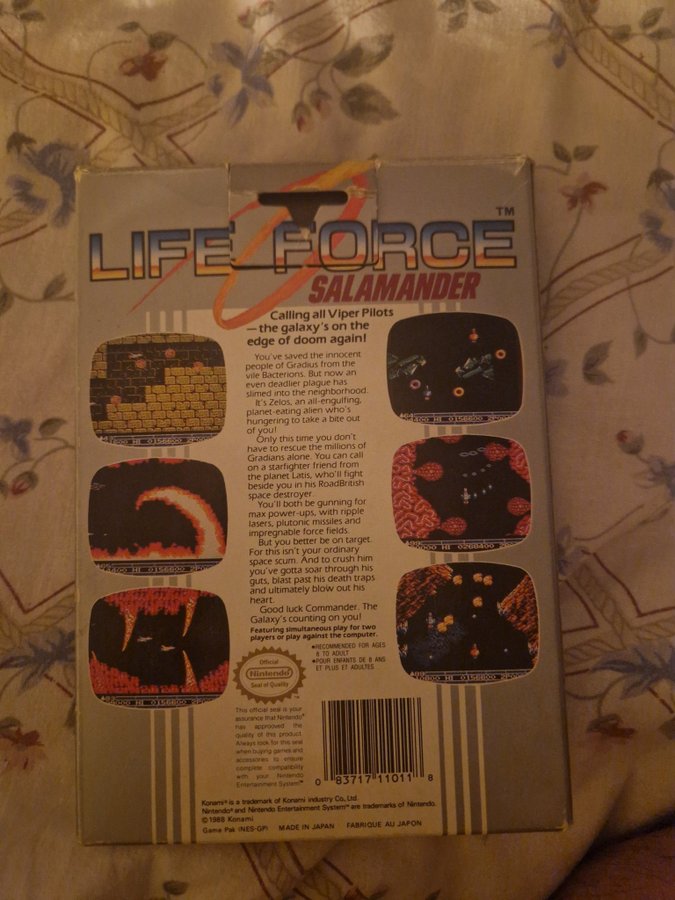 LIFE FORCE™
SALAMANDER
Calling all Viper Pilots
—the galaxy's on the
edge of doom again!
You've saved the innocent
people of Gradius from the
vile Bacterions. But now an
even deadlier plague has
slimed into the neighborhood.
It's Zelos, an all-engulfing,
planet-eating alien who's
hungering to take a bite out
of you!
Only this time you don't
have to rescue the millions of
Gradians alone. You can call
on a starfighter friend from
the planet Latis, who'll fight
beside you in his RoadBritish
space destroyer.
You'll both be gunning for
max power-ups, with ripple
lasers, plutonic missiles and
impregnable force fields.
But you better be on target.
For this isn't your ordinary
space scum. And to crush him
you've gotta soar through his
guts, blast past his death traps
and ultimately blow out his
heart.
Good luck Commander. The
Galaxy's counting on you!
Featuring simultaneous play for two
players or play against the computer.
•RECOMMENDED FOR AGES
8 TO ADULT
•POUR ENFANTS DE 8 ANS
ET PLUS ET ADULTES
Official
Nintendo®
Seal of Quality
This official seal is your
assurance that Nintendo®
has approved the
quality of this product.
Always look for this seal
when buying games and
accessories to ensure
complete compatibility
with your Nintendo
Entertainment System™
0 83717 11011 8
Konami® is a trademark of Konami Industry Co., Ltd.
Nintendo® and Nintendo Entertainment System™ are trademarks of Nintendo.
©1988 Konami
Game Pak (NES-GP) MADE IN JAPAN FABRIQUE AU JAPON